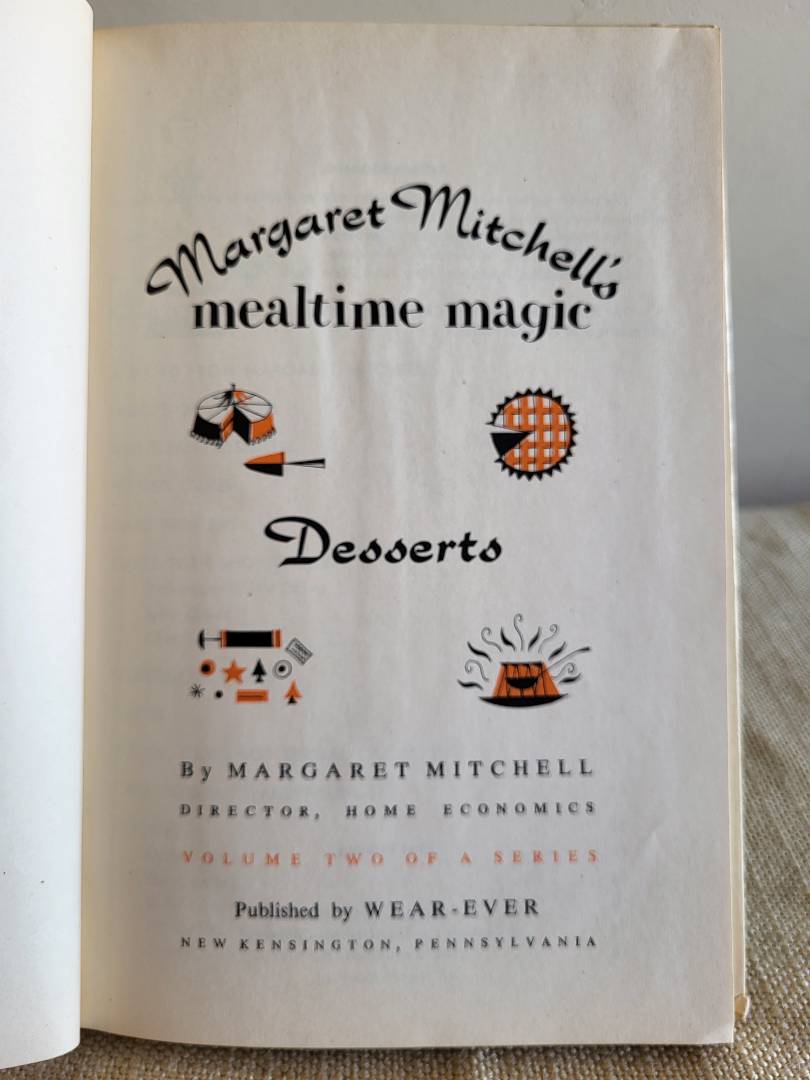 Margaret Mitchell's
mealtime magic
Desserts
By MARGARET MITCHELL
DIRECTOR, HOME ECONOMICS
VOLUME TWO OF A SERIES
Published by WEAR-EVER
NEW KENSINGTON, PENNSYLVANIA